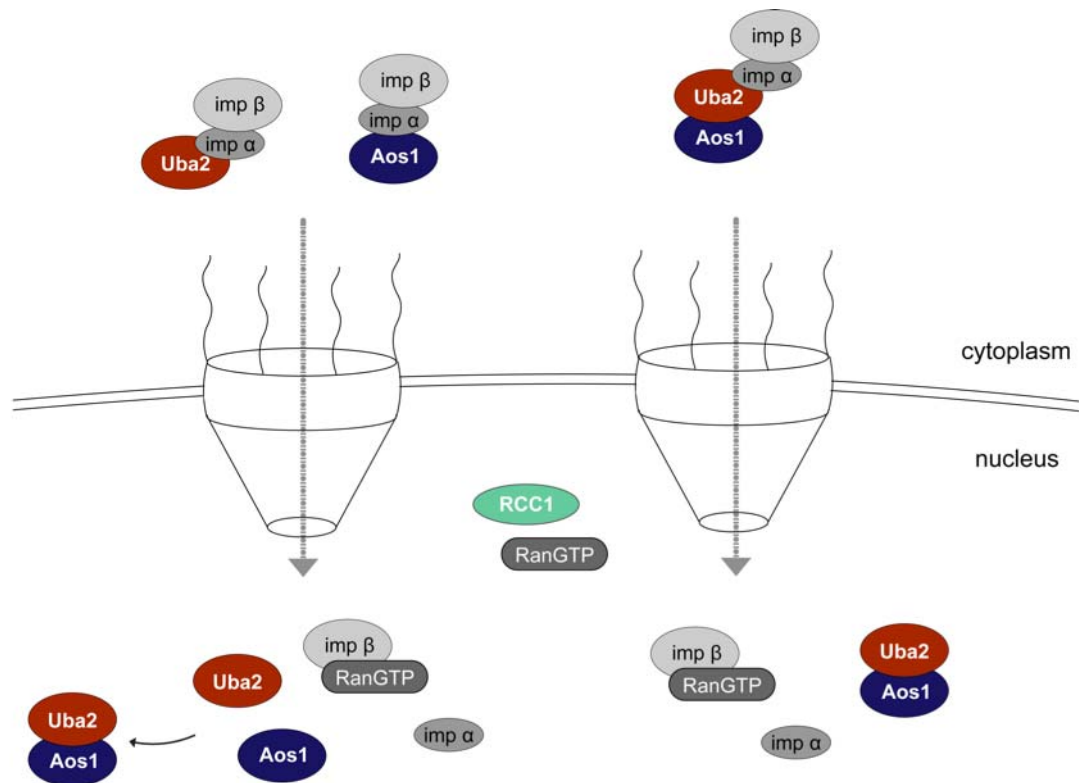 imp β
imp α
Uba2
imp β
imp α
Aos1
imp β
imp α
Uba2
Aos1
cytoplasm
nucleus
RCC1
RanGTP
imp β
RanGTP
Uba2
Uba2
Aos1
Aos1
imp α
imp β
RanGTP
Uba2
Aos1
imp α